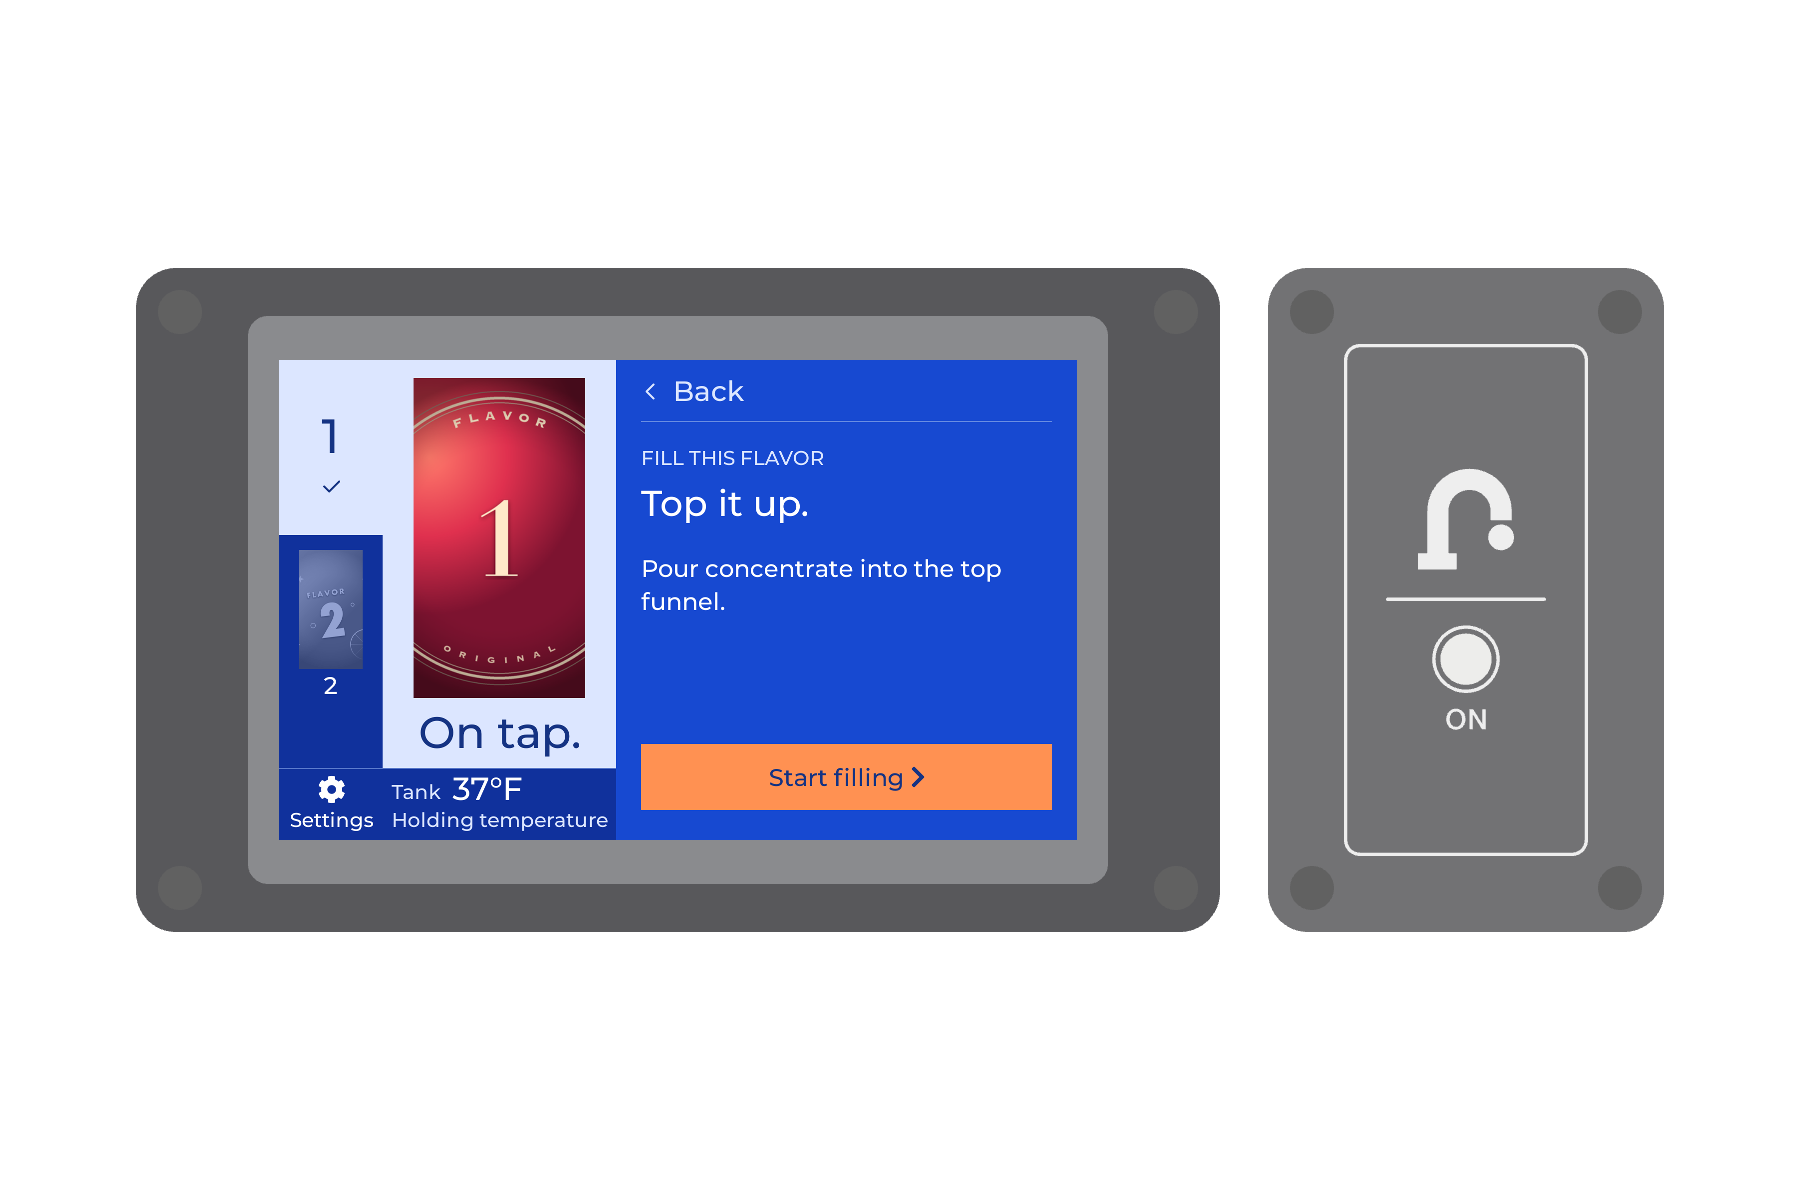 1
FLAVOR
1
ORIGINAL
On tap.
FLAVOR
2
2
Settings
Tank 37°F
Holding temperature
Back
FILL THIS FLAVOR
Top it up.
Pour concentrate into the top
funnel.
Start filling
ON